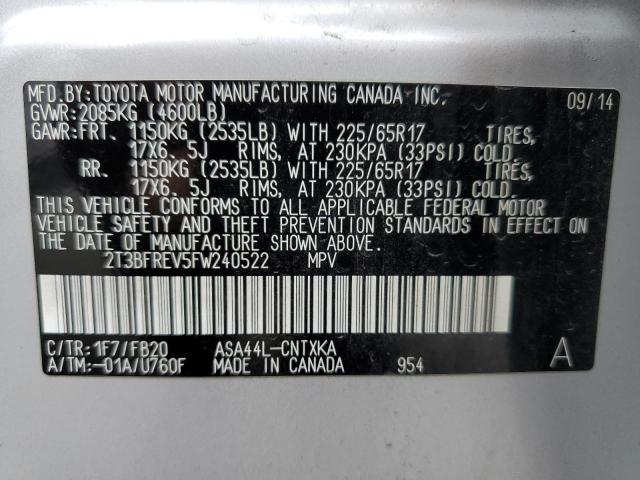 MFD.BY:TOYOTA MOTOR MANUFACTURING CANADA INC. 09/14
GVWR:2085KG (4600LB)
GAWR:FRT. 1150KG (2535LB) WITH 225/65R17 TIRES,
17X6.5J RIMS, AT 230KPA (33PSI) COLD.
RR. 1150KG (2535LB) WITH 225/65R17 TIRES,
17X6.5J RIMS, AT 230KPA (33PSI) COLD.
THIS VEHICLE CONFORMS TO ALL APPLICABLE FEDERAL MOTOR
VEHICLE SAFETY AND THEFT PREVENTION STANDARDS IN EFFECT ON
THE DATE OF MANUFACTURE SHOWN ABOVE.
2T3BFREV5FW240522 MPV
C/TR:1F7/FB20 ASA44L-CNTXKA A
A/TM:-01A/U760F MADE IN CANADA 954